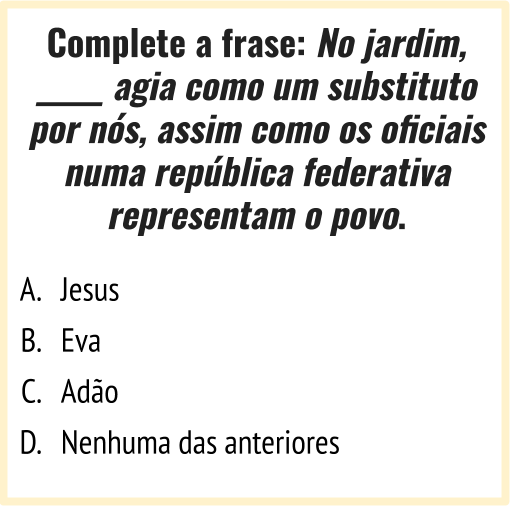 Complete a frase: No jardim,
_____ agia como um substituto
por nós, assim como os oficiais
numa república federativa
representam o povo.
A. Jesus
B. Eva
C. Adão
D. Nenhuma das anteriores